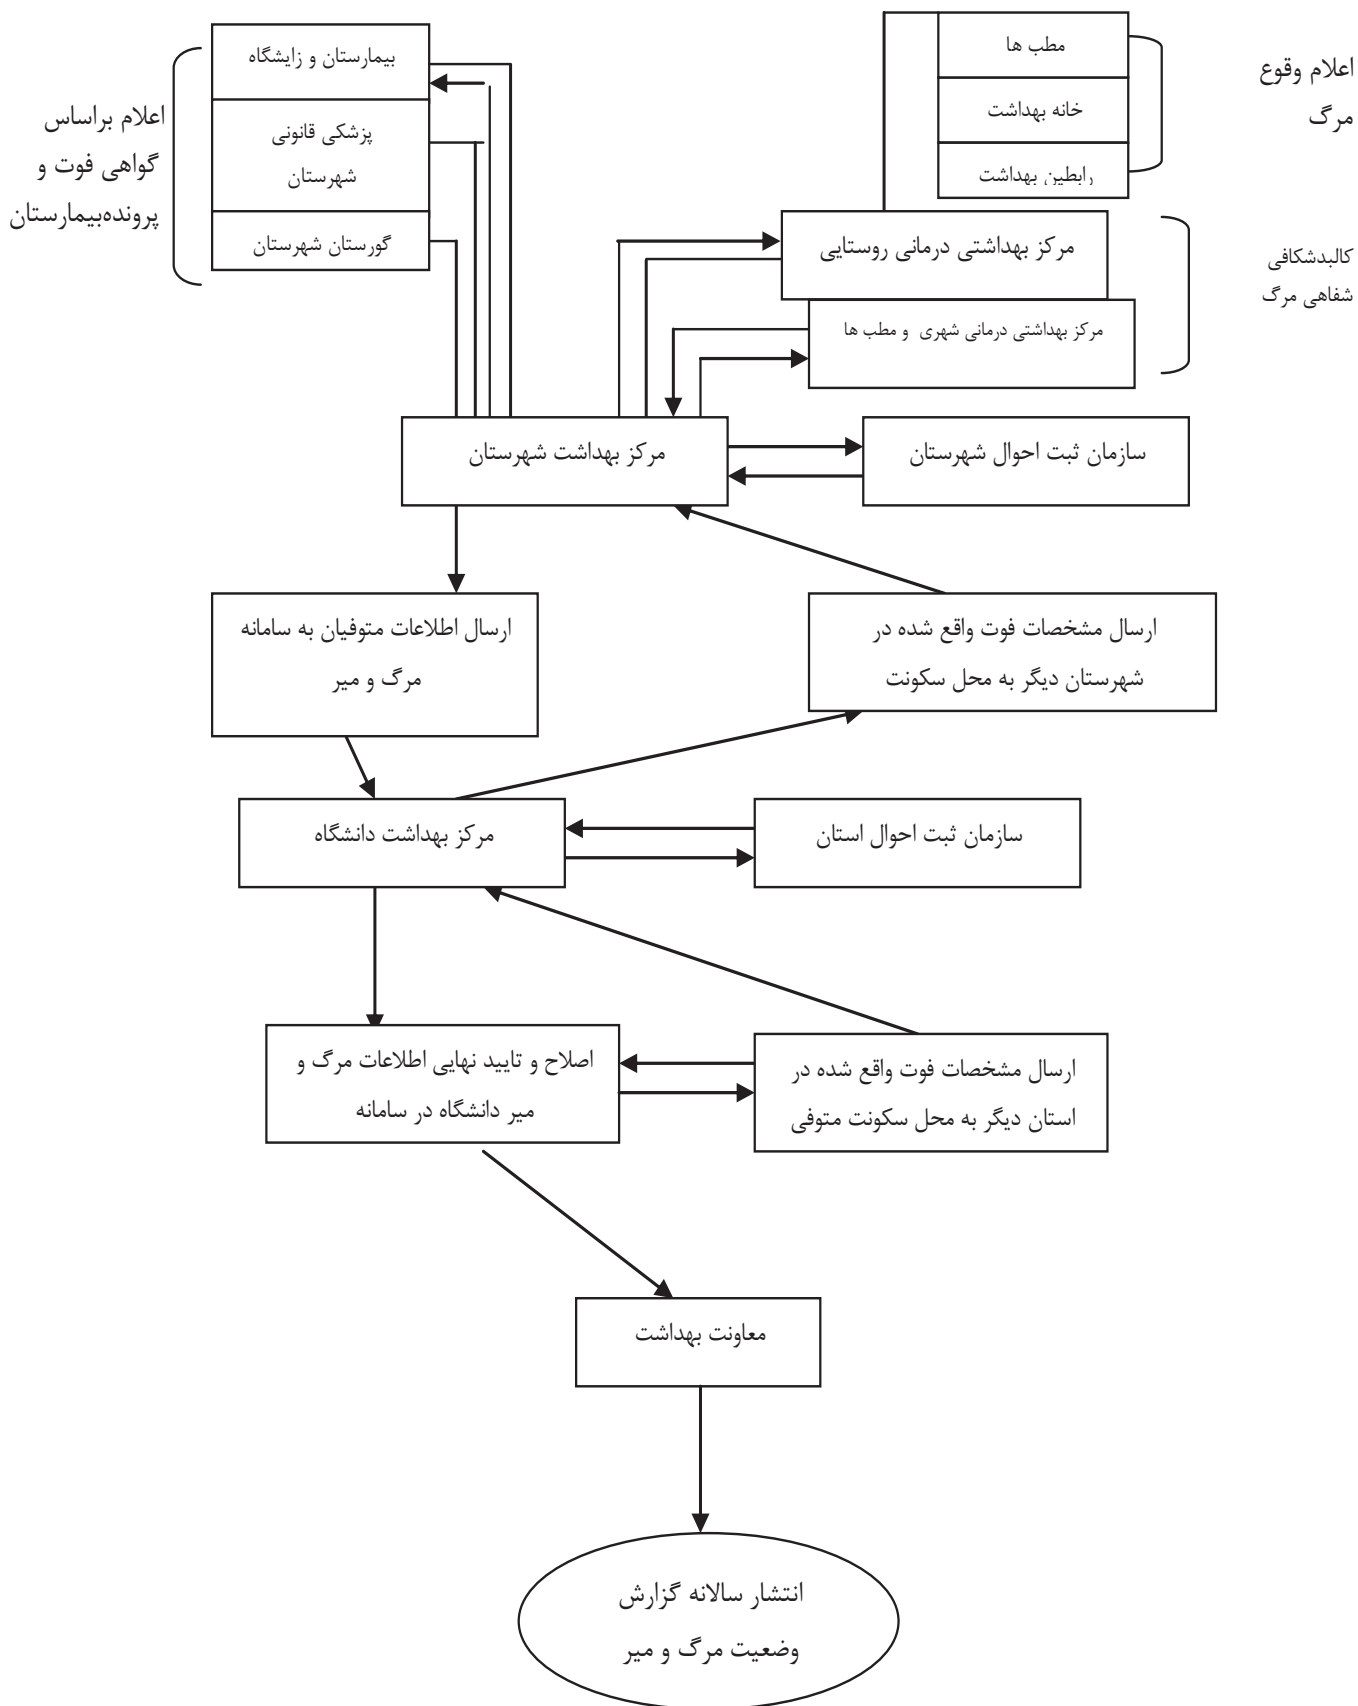 اعلام وقوع
مرگ
مطب ها
خانه بهداشت
رابطین بهداشت
بیمارستان و زایشگاه
پزشکی قانونی
شهرستان
گورستان شهرستان
اعلام براساس
گواهی فوت و
پرونده‌بیمارستان
مرکز بهداشتی درمانی روستایی
مرکز بهداشتی درمانی شهری و مطب ها
کالبدشکافی
شفاهی مرگ
مرکز بهداشت شهرستان
سازمان ثبت احوال شهرستان
ارسال مشخصات فوت واقع شده در
شهرستان دیگر به محل سکونت
ارسال اطلاعات متوفیان به سامانه
مرگ و میر
مرکز بهداشت دانشگاه
سازمان ثبت احوال استان
اصلاح و تایید نهایی اطلاعات مرگ و
میر دانشگاه در سامانه
ارسال مشخصات فوت واقع شده در
استان دیگر به محل سکونت متوفی
معاونت بهداشت
انتشار سالانه گزارش
وضعیت مرگ و میر